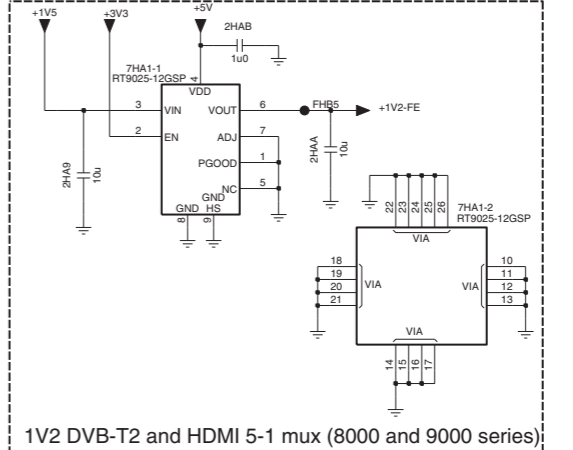 +1V5 +3V3 +5V
2HAB
1u0
7HA1-1
RT9025-12GSP
4
VDD
3 VIN VOUT 6 FHB5 +1V2-FE
2 EN ADJ 7
PGOOD 1
NC 5
GND
GND HS
8 9
2HA9
10u
2HAA
10u
7HA1-2
RT9025-12GSP
22 23 24 25 26
VIA
18 10
19 11
VIA VIA
20 12
21 13
VIA
14 15 16 17
1V2 DVB-T2 and HDMI 5-1 mux (8000 and 9000 series)